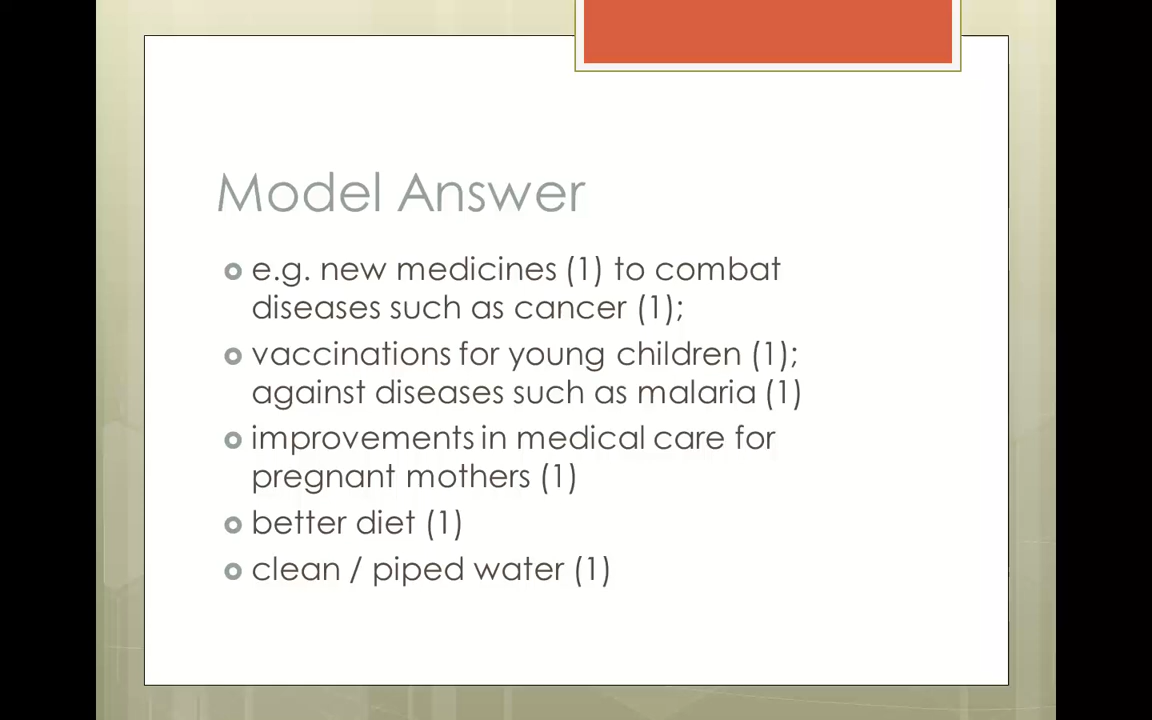 Model Answer
e.g. new medicines (1) to combat
diseases such as cancer (1);
vaccinations for young children (1);
against diseases such as malaria (1)
improvements in medical care for
pregnant mothers (1)
better diet (1)
clean / piped water (1)